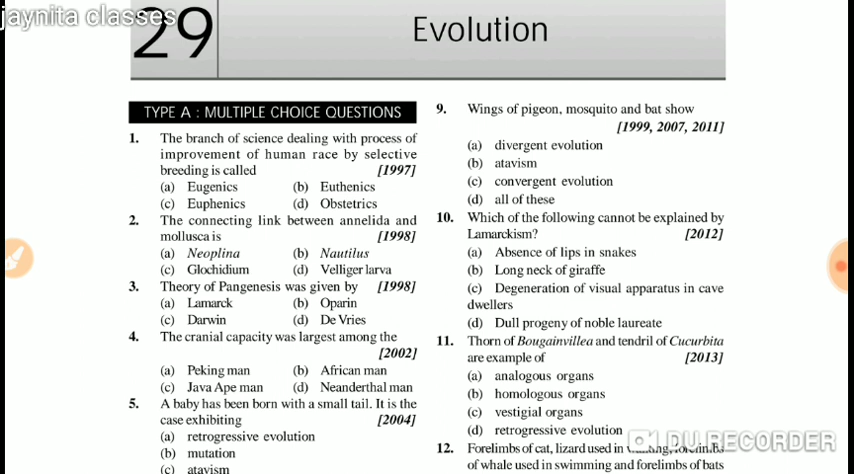 jaynita classes
29
Evolution
TYPE A : MULTIPLE CHOICE QUESTIONS
1. The branch of science dealing with process of
improvement of human race by selective
breeding is called [1997]
(a) Eugenics (b) Euthenics
(c) Euphenics (d) Obstetrics
2. The connecting link between annelida and
mollusca is [1998]
(a) Neoplina (b) Nautilus
(c) Glochidium (d) Velliger larva
3. Theory of Pangenesis was given by [1998]
(a) Lamarck (b) Oparin
(c) Darwin (d) De Vries
4. The cranial capacity was largest among the
[2002]
(a) Peking man (b) African man
(c) Java Ape man (d) Neanderthal man
5. A baby has been born with a small tail. It is the
case exhibiting [2004]
(a) retrogressive evolution
(b) mutation
(c) atavism
9. Wings of pigeon, mosquito and bat show
[1999, 2007, 2011]
(a) divergent evolution
(b) atavism
(c) convergent evolution
(d) all of these
10. Which of the following cannot be explained by
Lamarckism? [2012]
(a) Absence of lips in snakes
(b) Long neck of giraffe
(c) Degeneration of visual apparatus in cave
dwellers
(d) Dull progeny of noble laureate
11. Thorn of Bougainvillea and tendril of Cucurbita
are example of [2013]
(a) analogous organs
(b) homologous organs
(c) vestigial organs
(d) retrogressive evolution
DU RECORDER
12. Forelimbs of cat, lizard used in
of whale used in swimming and forelimbs of bats